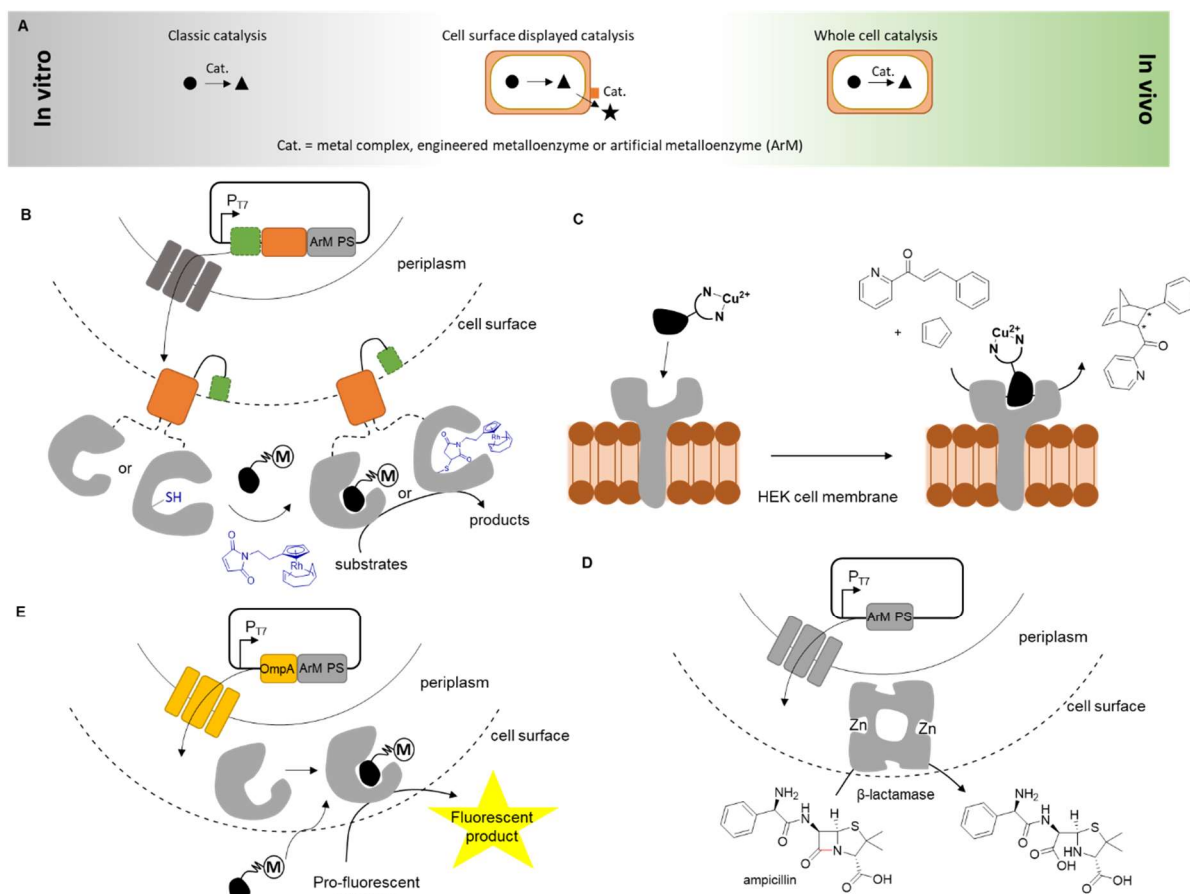 A
In vitro
Classic catalysis
Cat.
Cell surface displayed catalysis
Cat.
Whole cell catalysis
Cat.
In vivo
Cat. = metal complex, engineered metalloenzyme or artificial metalloenzyme (ArM)
B
PT7
ArM PS
periplasm
cell surface
or
SH
M
M
or
O
N
O
S
Rh
products
substrates
O
N
O
Rh
C
N
Cu2+
N
O
N
+
Cu2+
N
N
*
*
O
N
HEK cell membrane
D
PT7
ArM PS
periplasm
cell surface
Zn
Zn
β-lactamase
NH2
H
N
H
S
O
O
N
O
OH
ampicillin
NH2
H
N
H
S
O
O
OH
HN
O
OH
E
PT7
OmpA
ArM PS
periplasm
cell surface
M
Fluorescent
product
M
Pro-fluorescent